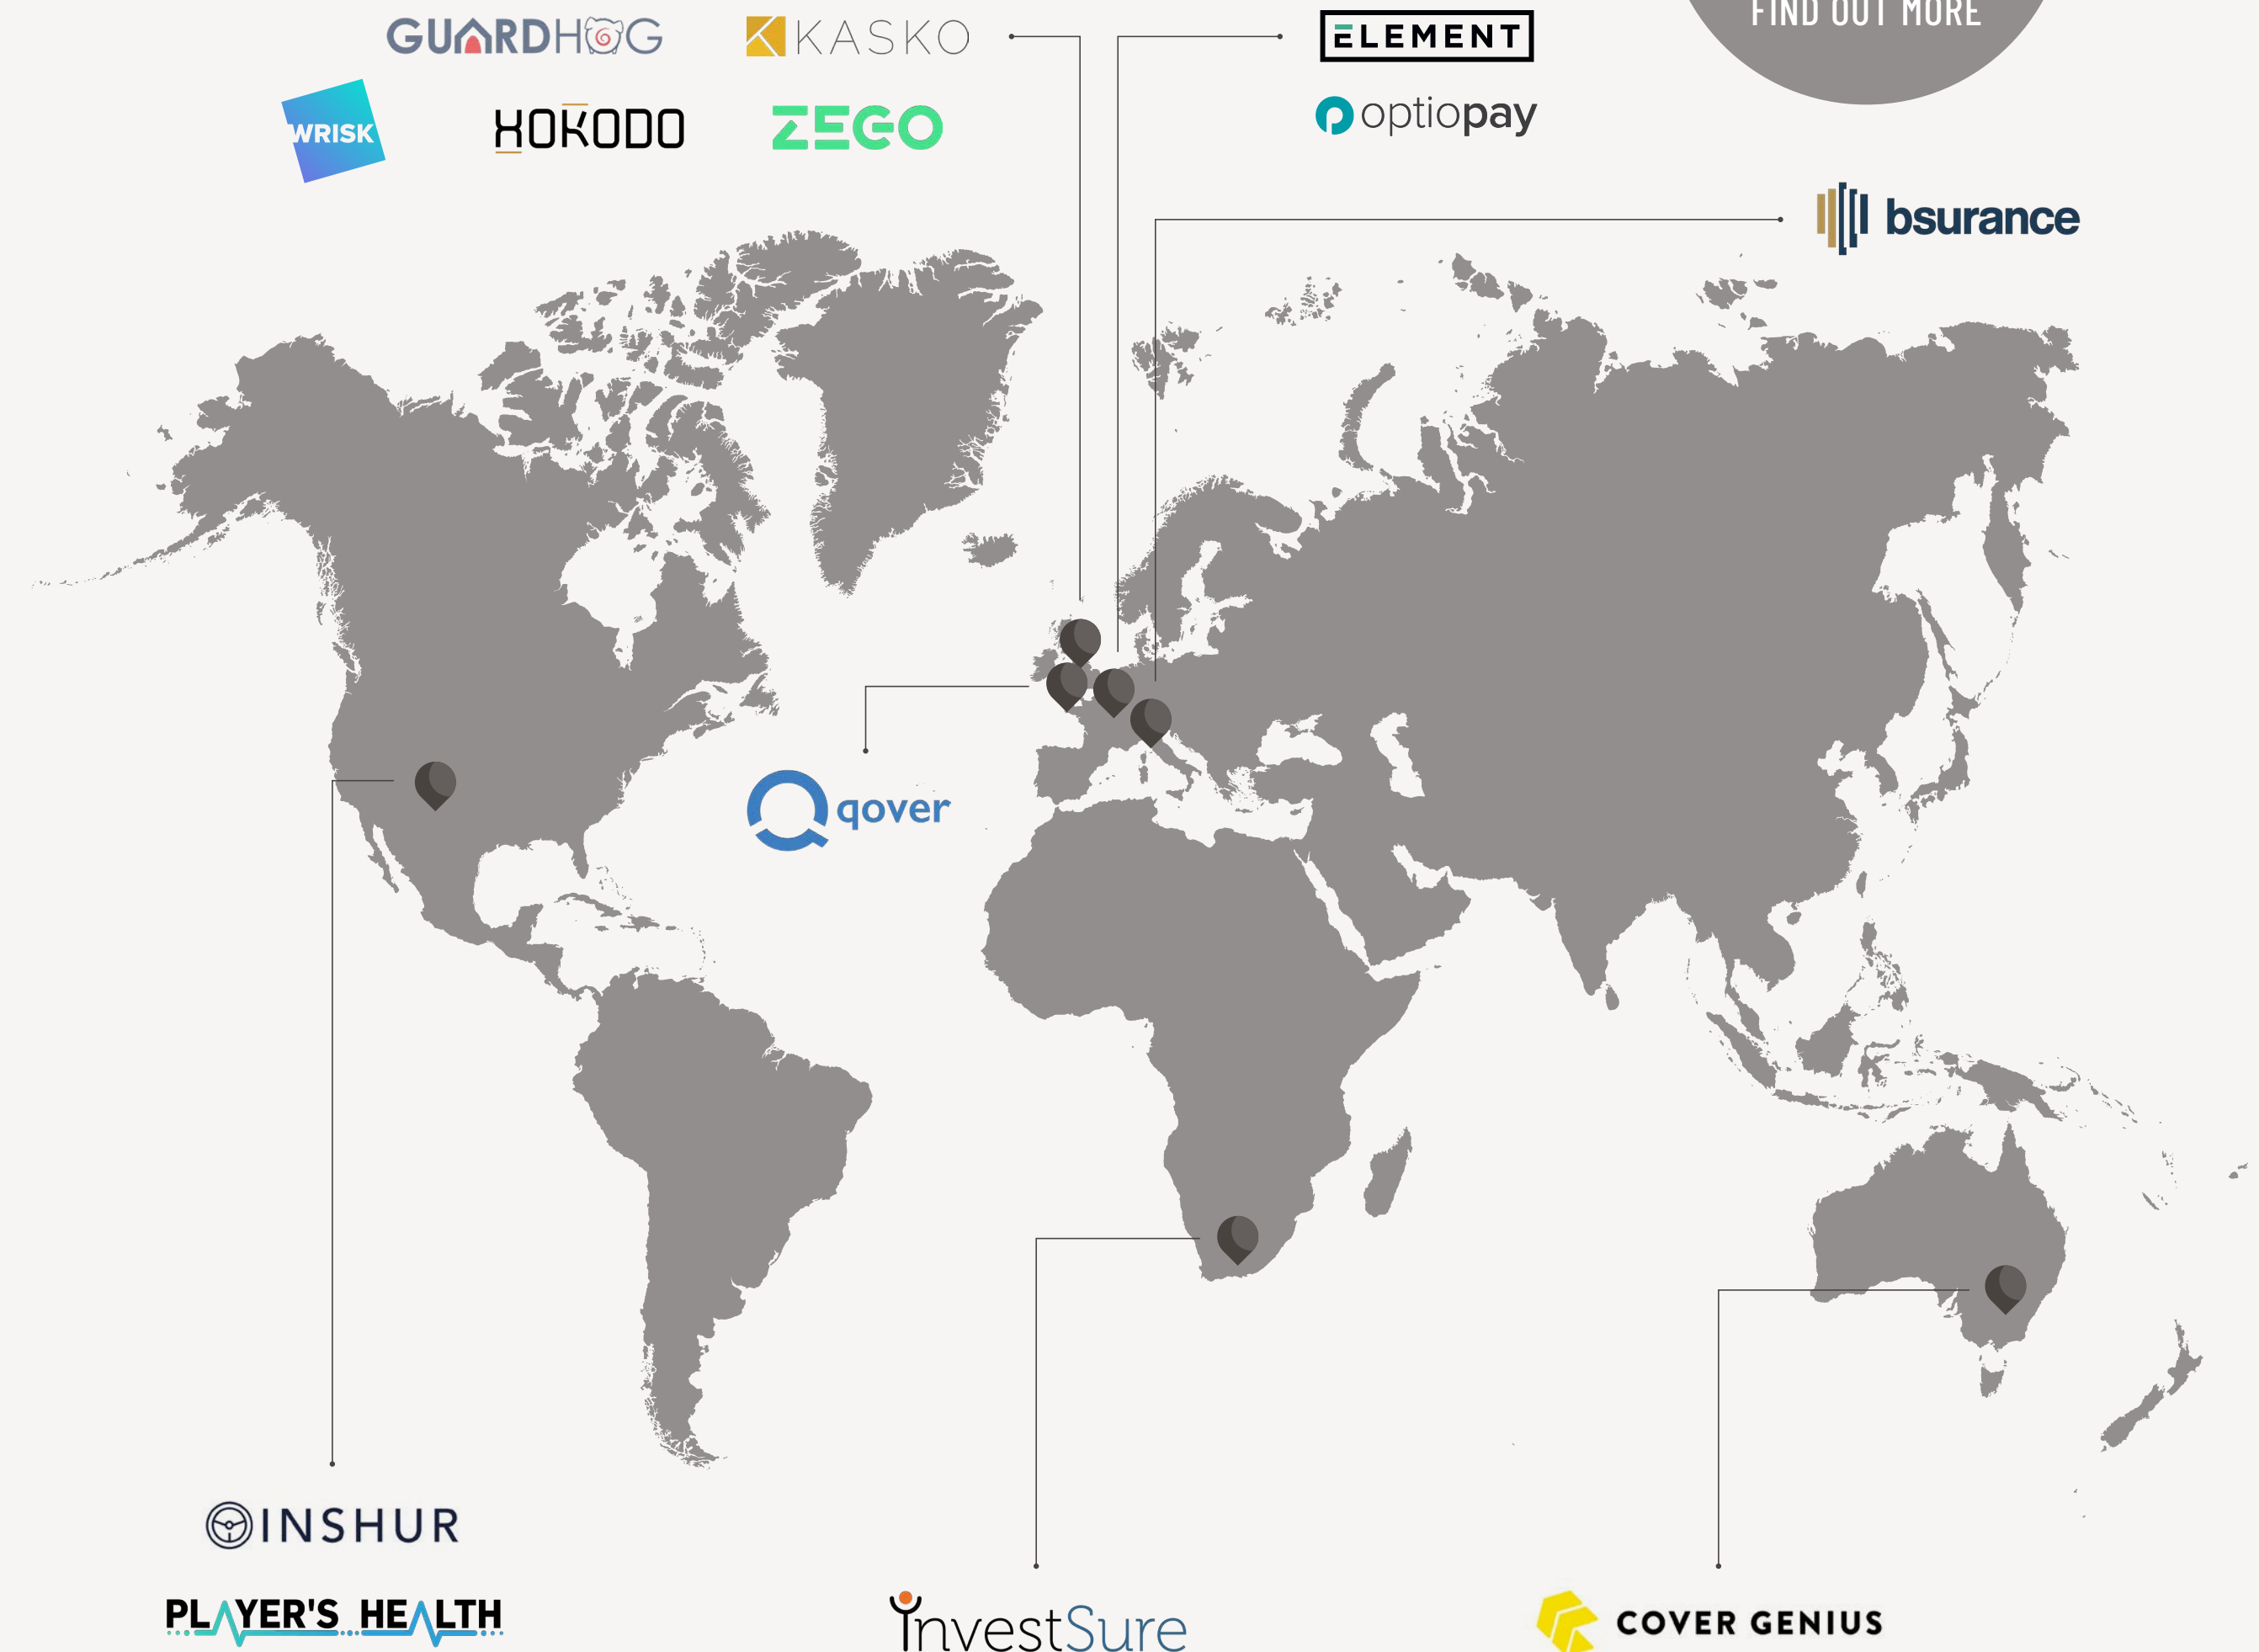 FIND OUT MORE
GUARDHOG
KASKO
ELEMENT
WRISK
HOKODO
ZEGO
optiopay
bsurance
qover
INSHUR
PLAYER'S HEALTH
investSure
COVER GENIUS